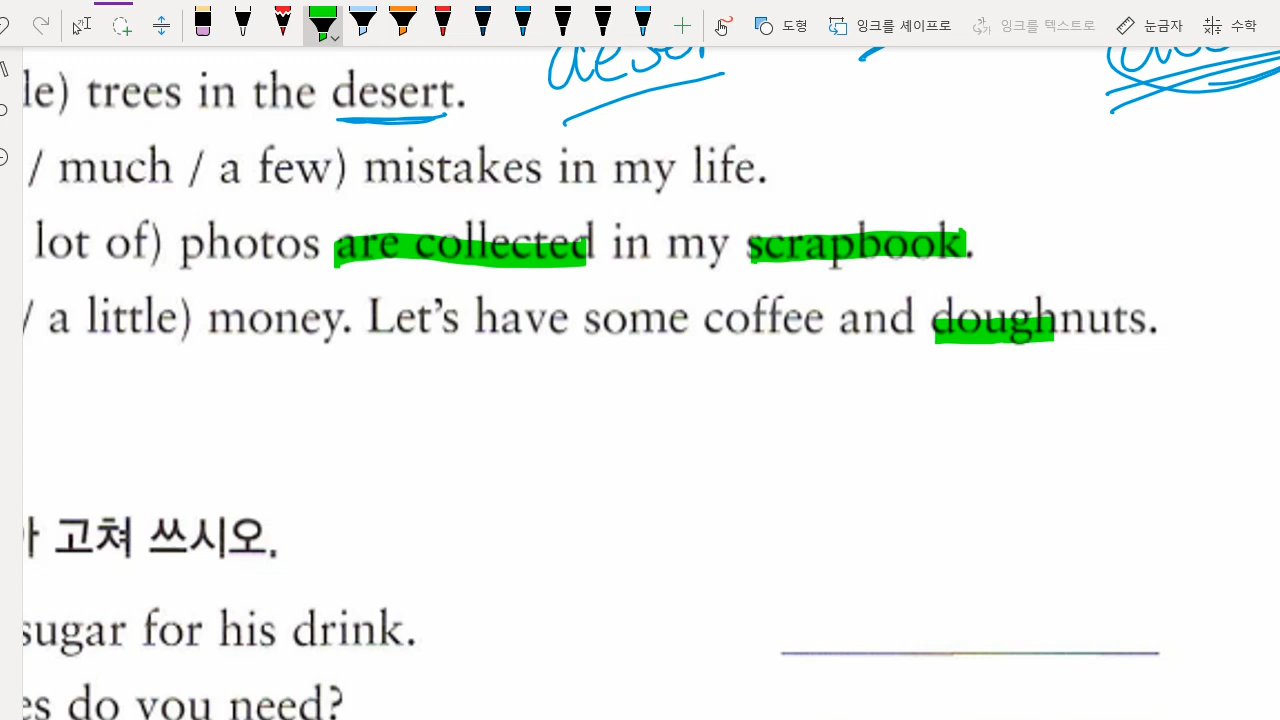 도형 잉크를 셰이프로 잉크를 텍스트로 눈금자 수학
le) trees in the desert.
/ much / a few) mistakes in my life.
lot of) photos are collected in my scrapbook.
/ a little) money. Let's have some coffee and doughnuts.
고쳐 쓰시오.
sugar for his drink.
es do you need?